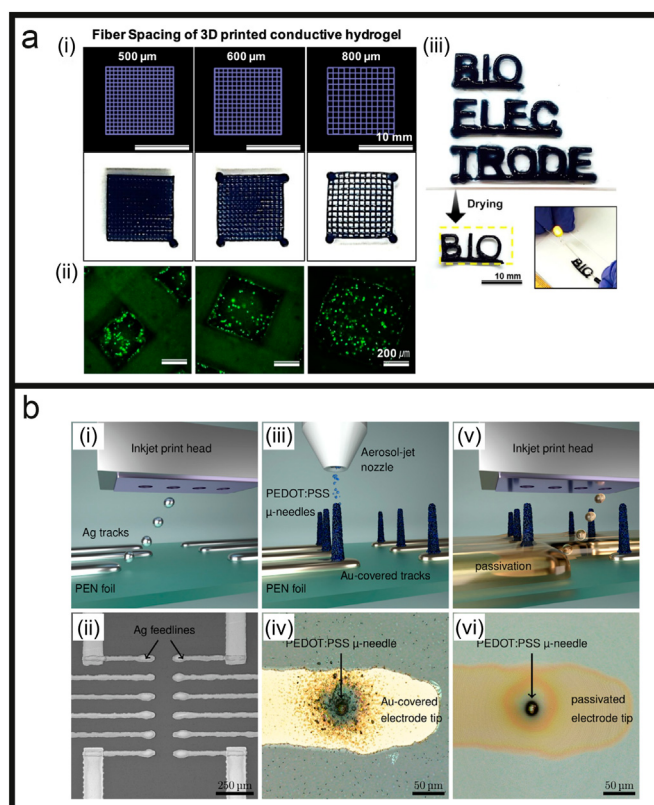 a
Fiber Spacing of 3D printed conductive hydrogel
(i)
500 µm
600 µm
800 µm
10 mm
(ii)
200 µm
(iii)
BIO
ELEC
TRODE
Drying
BIO
10 mm
BIO
b
(i)
Inkjet print head
Ag tracks
PEN foil
(iii)
Aerosol-jet
nozzle
PEDOT:PSS
µ-needles
Au-covered tracks
PEN foil
(v)
Inkjet print head
passivation
(ii)
Ag feedlines
250 µm
(iv)
PEDOT:PSS µ-needle
Au-covered
electrode tip
50 µm
(vi)
PEDOT:PSS µ-needle
passivated
electrode tip
50 µm